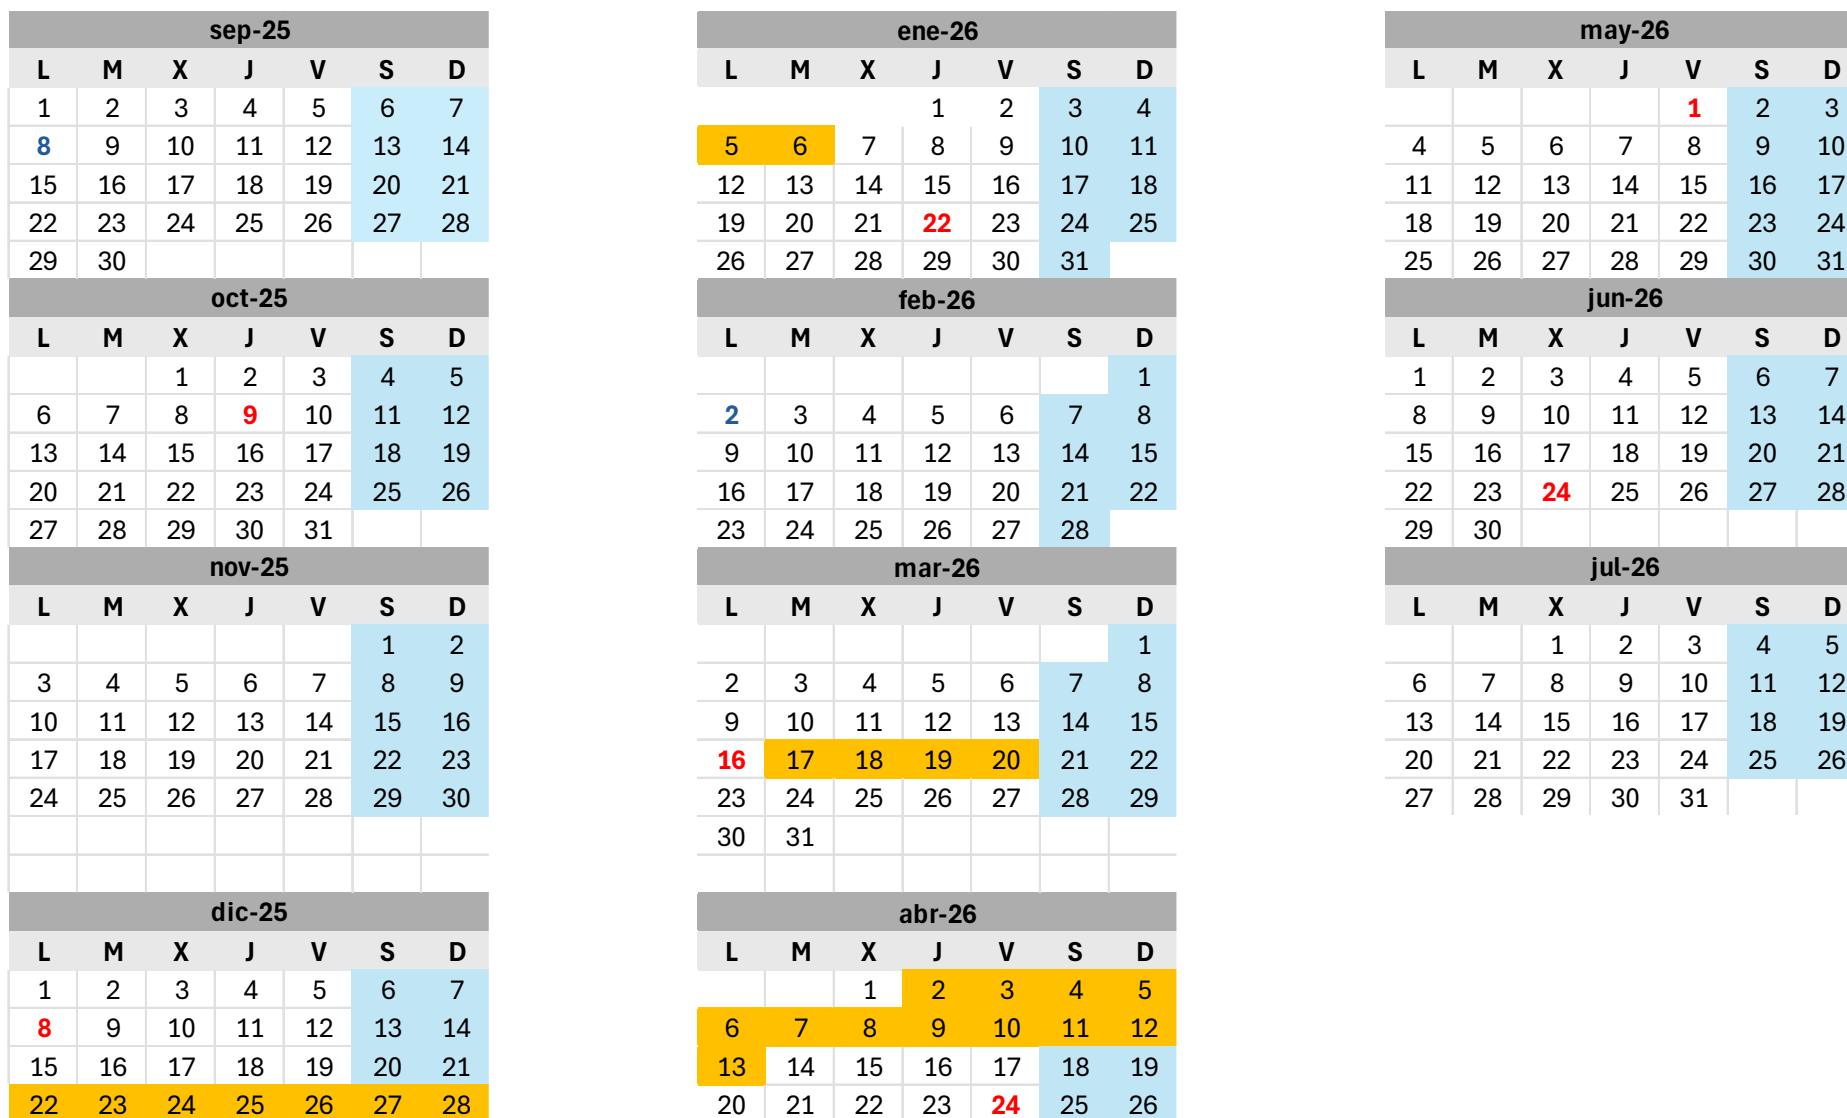 sep-25
L M X J V S D
1 2 3 4 5 6 7
8 9 10 11 12 13 14
15 16 17 18 19 20 21
22 23 24 25 26 27 28
29 30
oct-25
L M X J V S D
1 2 3 4 5
6 7 8 9 10 11 12
13 14 15 16 17 18 19
20 21 22 23 24 25 26
27 28 29 30 31
nov-25
L M X J V S D
1 2
3 4 5 6 7 8 9
10 11 12 13 14 15 16
17 18 19 20 21 22 23
24 25 26 27 28 29 30
dic-25
L M X J V S D
1 2 3 4 5 6 7
8 9 10 11 12 13 14
15 16 17 18 19 20 21
22 23 24 25 26 27 28
ene-26
L M X J V S D
1 2 3 4
5 6 7 8 9 10 11
12 13 14 15 16 17 18
19 20 21 22 23 24 25
26 27 28 29 30 31
feb-26
L M X J V S D
1
2 3 4 5 6 7 8
9 10 11 12 13 14 15
16 17 18 19 20 21 22
23 24 25 26 27 28
mar-26
L M X J V S D
1
2 3 4 5 6 7 8
9 10 11 12 13 14 15
16 17 18 19 20 21 22
23 24 25 26 27 28 29
30 31
abr-26
L M X J V S D
1 2 3 4 5
6 7 8 9 10 11 12
13 14 15 16 17 18 19
20 21 22 23 24 25 26
may-26
L M X J V S D
1 2 3
4 5 6 7 8 9 10
11 12 13 14 15 16 17
18 19 20 21 22 23 24
25 26 27 28 29 30 31
jun-26
L M X J V S D
1 2 3 4 5 6 7
8 9 10 11 12 13 14
15 16 17 18 19 20 21
22 23 24 25 26 27 28
29 30
jul-26
L M X J V S D
1 2 3 4 5
6 7 8 9 10 11 12
13 14 15 16 17 18 19
20 21 22 23 24 25 26
27 28 29 30 31